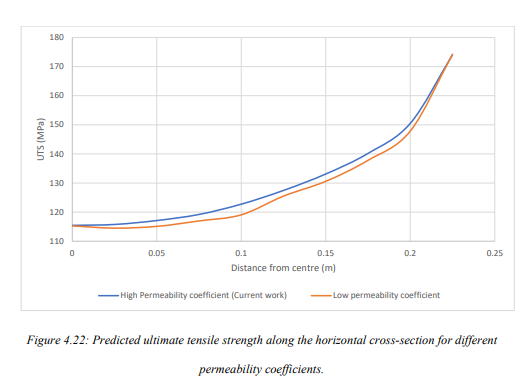 180
170
160
150
140
130
120
110
UTS (MPa)
0
0.05
0.1
0.15
0.2
0.25
Distance from centre (m)
High Permeability coefficient (Current work)
Low permeability coefficient
Figure 4.22: Predicted ultimate tensile strength along the horizontal cross-section for different
permeability coefficients.